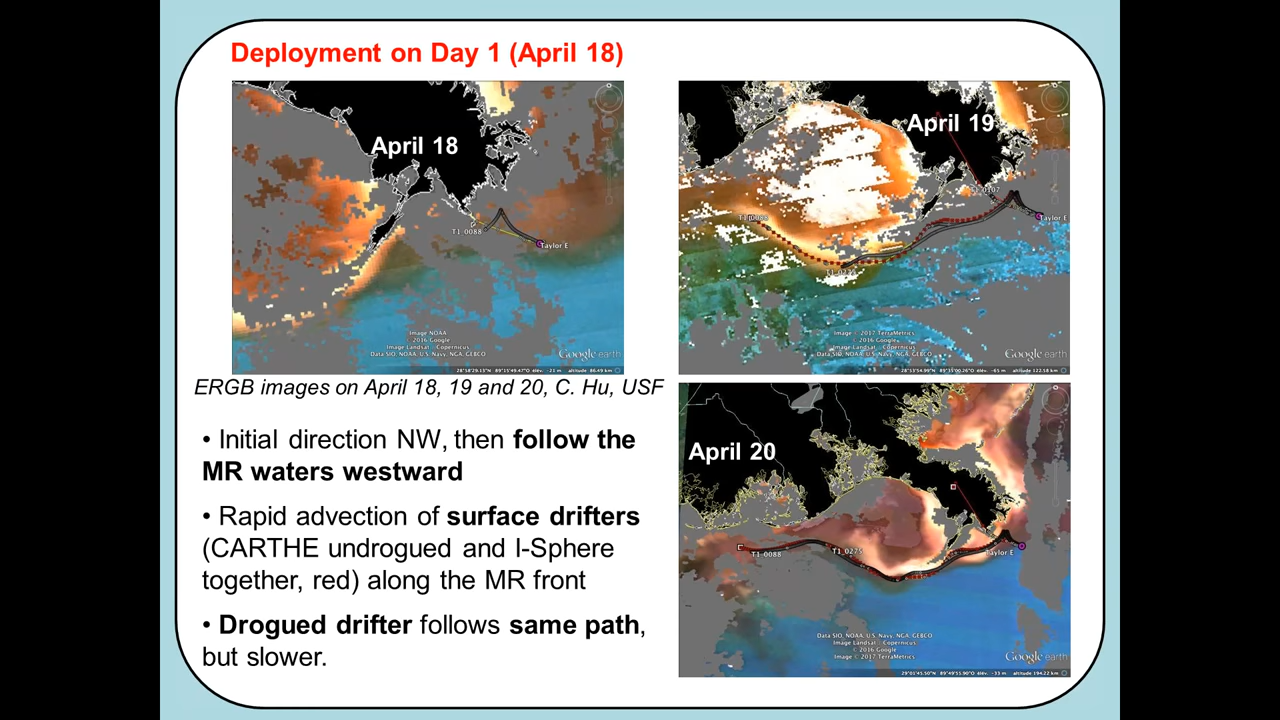 Deployment on Day 1 (April 18)
April 18
T1_0088
Taylor E
Image NOAA
© 2016 Google
Image Landsat / Copernicus
Data SIO, NOAA, U.S. Navy, NGA, GEBCO
Google earth
April 19
T1_0107
T1_0088
Taylor E
Image © 2017 TerraMetrics
© 2016 Google
Image Landsat / Copernicus
Data SIO, NOAA, U.S. Navy, NGA, GEBCO
Google earth
ERGB images on April 18, 19 and 20, C. Hu, USF
• Initial direction NW, then follow the
MR waters westward
• Rapid advection of surface drifters
(CARTHE undrogued and I-Sphere
together, red) along the MR front
• Drogued drifter follows same path,
but slower.
April 20
T1_0088
T1_0275
Taylor E
Data SIO, NOAA, U.S. Navy, NGA, GEBCO
Image Landsat / Copernicus
© 2016 Google
Image © 2017 TerraMetrics
Google earth